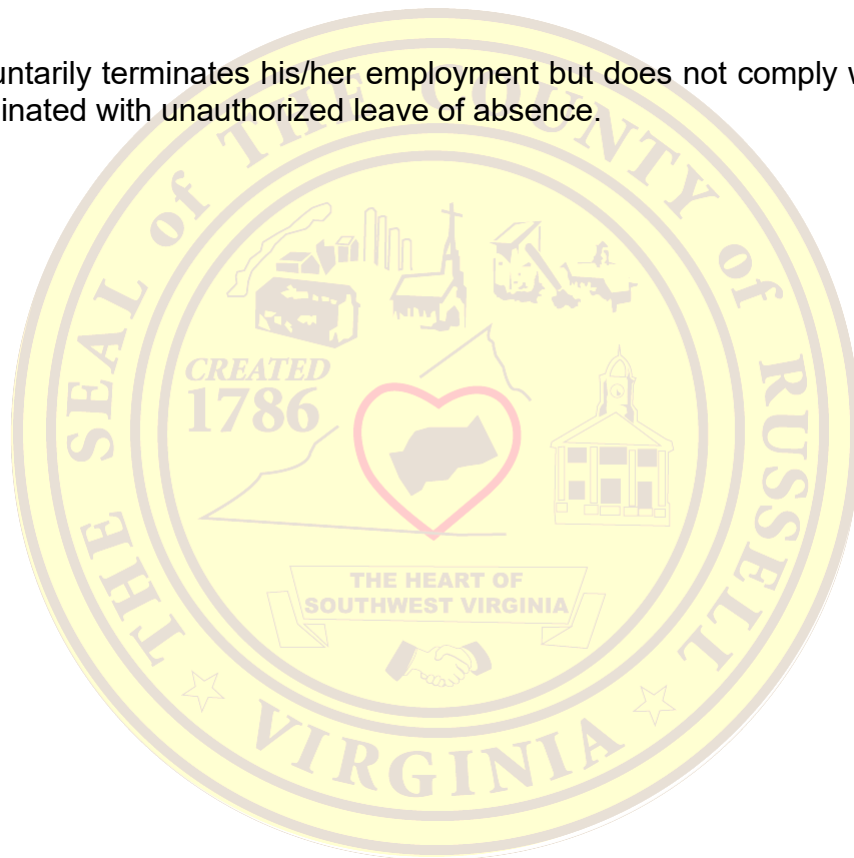 untarily terminates his/her employment but does not comply
inated with unauthorized leave of absence.
THE SEAL of THE COUNTY of RUSSELL
CREATED
1786
THE HEART OF
SOUTHWEST VIRGINIA
VIRGINIA